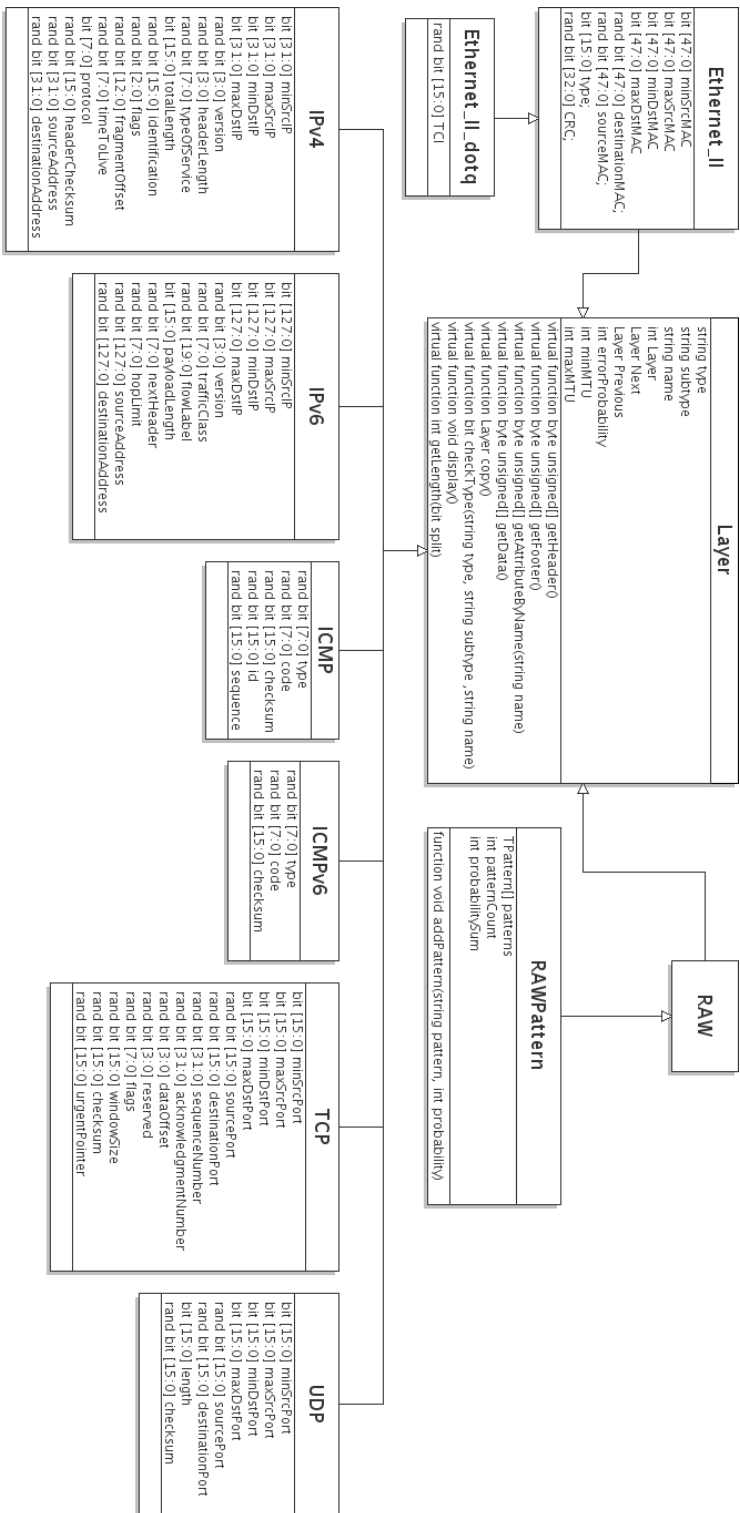 Ethernet_II
bit [47:0] minSrcMAC
bit [47:0] maxSrcMAC
bit [47:0] minDstMAC
bit [47:0] maxDstMAC
rand bit [47:0] destinationMAC;
rand bit [47:0] sourceMAC;
bit [15:0] type;
rand bit [32:0] CRC;
Layer
string type
string subtype
string name
int Layer
Layer Next
Layer Previous
int errorProbability
int minMTU
int maxMTU
virtual function byte unsigned[] getHeader()
virtual function byte unsigned[] getFooter()
virtual function byte unsigned[] getAttributeByName(string name)
virtual function byte unsigned[] getData()
virtual function Layer copy()
virtual function bit checkType(string type, string subtype ,string name)
virtual function void display()
virtual function int getLength(bit split)
RAW
RAWPattern
TPattern[] patterns
int patternCount
int probabilitySum
function void addPattern(string pattern, int probability)
Ethernet_II_dotq
rand bit [15:0] TCI
IPv4
bit [31:0] minSrcIP
bit [31:0] maxSrcIP
bit [31:0] minDstIP
bit [31:0] maxDstIP
rand bit [3:0] version
rand bit [3:0] headerLength
rand bit [7:0] typeOfService
bit [15:0] totalLength
rand bit [15:0] identification
rand bit [2:0] flags
rand bit [12:0] fragmentOffset
rand bit [7:0] timeToLive
bit [7:0] protocol
rand bit [15:0] headerChecksum
rand bit [31:0] sourceAddress
rand bit [31:0] destinationAddress
IPv6
bit [127:0] minSrcIP
bit [127:0] maxSrcIP
bit [127:0] minDstIP
bit [127:0] maxDstIP
rand bit [3:0] version
rand bit [7:0] trafficClass
rand bit [19:0] flowLabel
bit [15:0] payloadLength
rand bit [7:0] nextHeader
rand bit [7:0] hopLimit
rand bit [127:0] sourceAddress
rand bit [127:0] destinationAddress
ICMP
rand bit [7:0] type
rand bit [7:0] code
rand bit [15:0] checksum
rand bit [15:0] id
rand bit [15:0] sequence
ICMPv6
rand bit [7:0] type
rand bit [7:0] code
rand bit [15:0] checksum
TCP
bit [15:0] minSrcPort
bit [15:0] maxSrcPort
bit [15:0] minDstPort
bit [15:0] maxDstPort
rand bit [15:0] sourcePort
rand bit [15:0] destinationPort
rand bit [31:0] sequenceNumber
rand bit [31:0] acknowledgmentNumber
rand bit [3:0] dataOffset
rand bit [3:0] reserved
rand bit [7:0] flags
rand bit [15:0] windowSize
rand bit [15:0] checksum
rand bit [15:0] urgentPointer
UDP
bit [15:0] minSrcPort
bit [15:0] maxSrcPort
bit [15:0] minDstPort
bit [15:0] maxDstPort
rand bit [15:0] sourcePort
rand bit [15:0] destinationPort
bit [15:0] length
rand bit [15:0] checksum